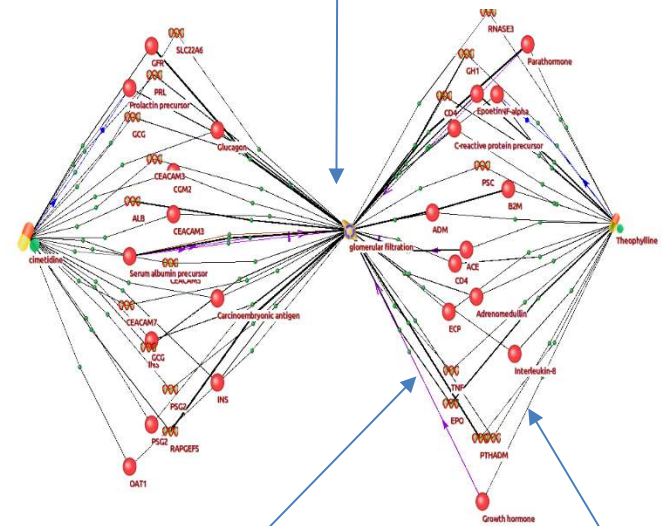 RNASE3
SLC22A6
Parathormone
GFR
GH1
PRL
Prolactin precursor
CD4
GCG
Glucagon
C-reactive protein precursor
CEACAM3
CGM2
PSC
B2M
ALB
CEACAM3
ADM
cimetidine
glomerular filtration
Theophylline
Serum albumin precursor
ACE
CD4
CEACAM7
Carcinoembryonic antigen
Adrenomedullin
ECP
GCG
INS
Interleukin-8
PSG2
INS
TNF
EPO
PSG2
RAPGEF5
PTHADM
OAT1
Growth hormone